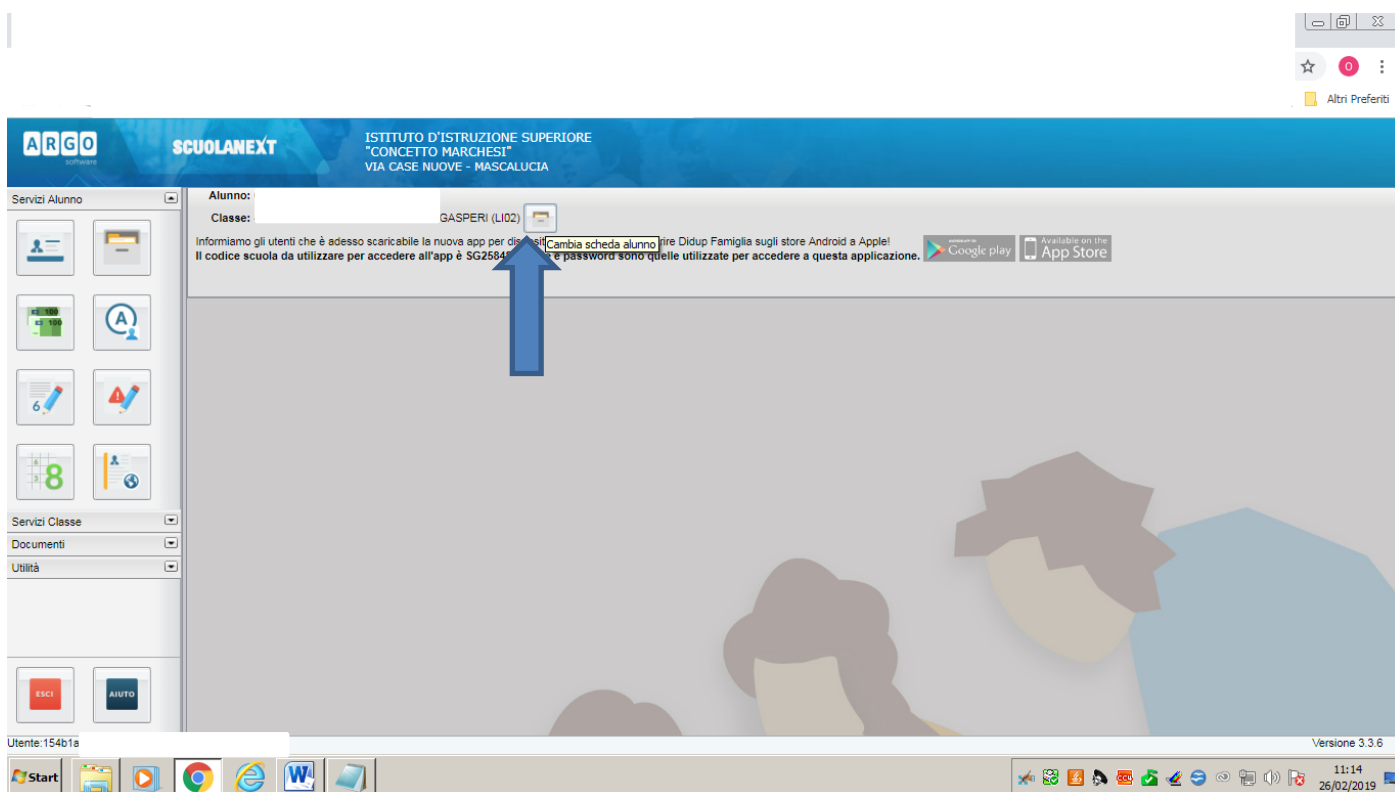 Altri Preferiti
ARGO
software
SCUOLANEXT
ISTITUTO D'ISTRUZIONE SUPERIORE
"CONCETTO MARCHESI"
VIA CASE NUOVE - MASCALUCIA
Servizi Alunno
Alunno:
Classe: GASPERI (LI02)
Cambia scheda alunno
Informiamo gli utenti che è adesso scaricabile la nuova app per rire Didup Famiglia sugli store Android a Apple!
Il codice scuola da utilizzare per accedere all'app è SG2584 e password sono quelle utilizzate per accedere a questa applicazione.
Google play
Available on the
App Store
100
100
A
6
8
Servizi Classe
Documenti
Utilità
ESCI
AIUTO
Utente:154b1a
Versione 3.3.6
Start
11:14
26/02/2019